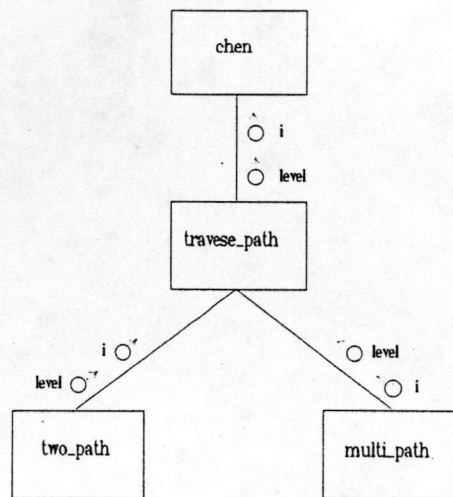 chen
i
level
travese_path
i
level
level
i
two_path
multi_path